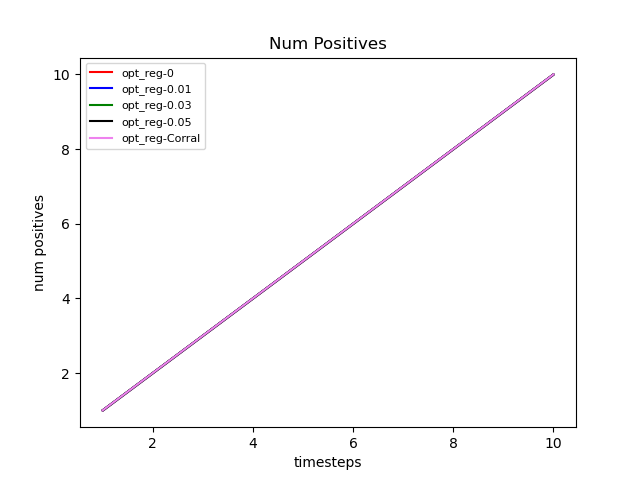 Num Positives
opt_reg-0
opt_reg-0.01
opt_reg-0.03
opt_reg-0.05
opt_reg-Corral
num positives
10
8
6
4
2
2 4 6 8 10
timesteps